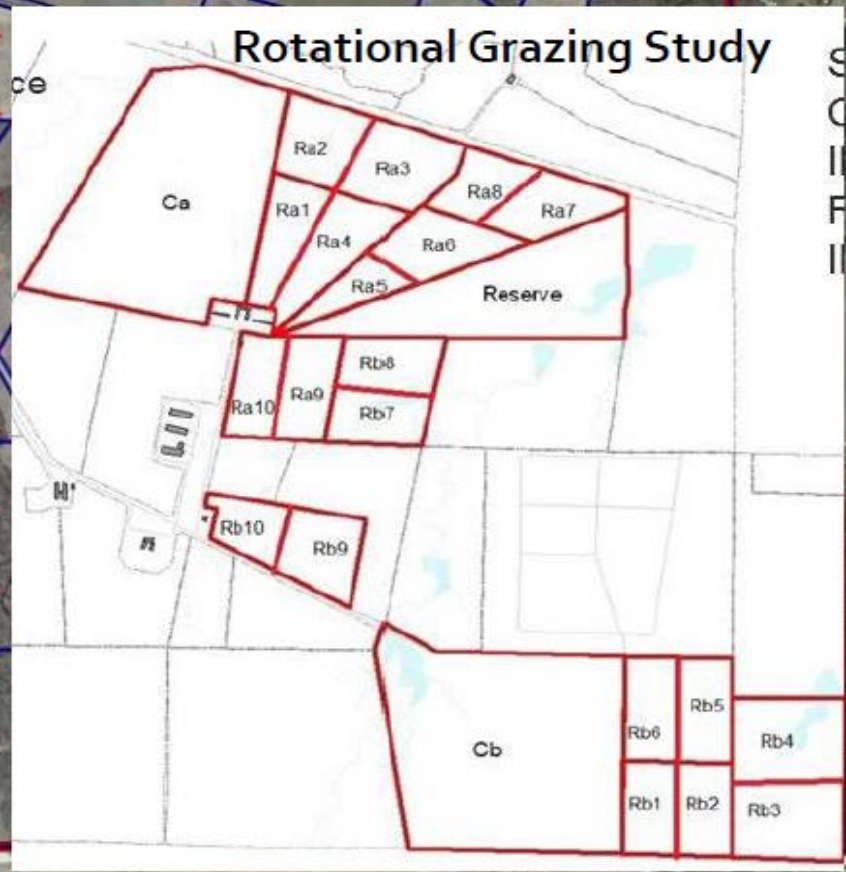 Rotational Grazing Study
ce
Ra2
Ra3
Ra8
Ra7
Ca
Ra1
Ra4
Ra6
Ra5
Reserve
Ra10
Ra9
Rb8
Rb7
Rb10
Rb9
Cb
Rb6
Rb5
Rb4
Rb1
Rb2
Rb3